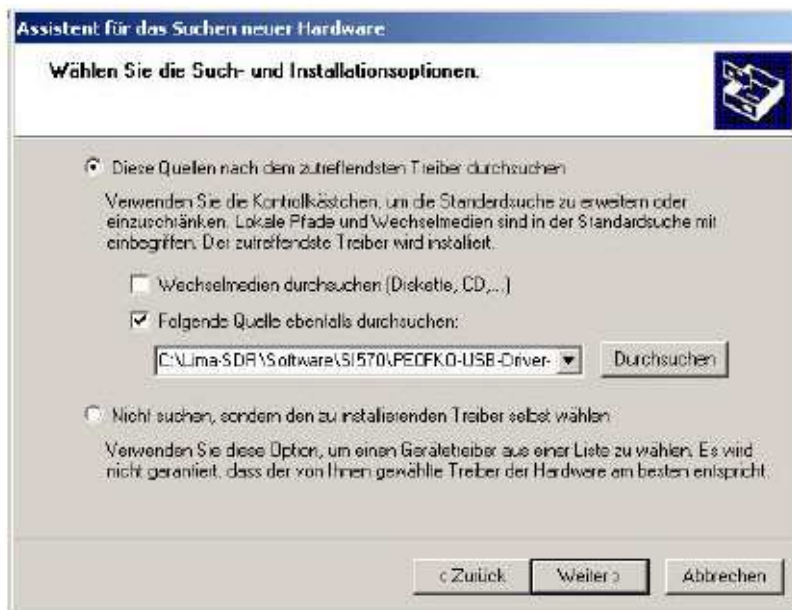 Assistent für das Suchen neuer Hardware
Wählen Sie die Such- und Installationsoptionen.
Diese Quellen nach dem zutreffendsten Treiber durchsuchen
Verwenden Sie die Kontrollkästchen, um die Standardsuche zu erweitern oder
einzuschränken. Lokale Pfade und Wechselmedien sind in der Standardsuche mit
einbegriffen. Der zutreffendste Treiber wird installiert.
Wechselmedien durchsuchen (Diskette, CD,...)
Folgende Quelle ebenfalls durchsuchen:
C:\Lima-SDR\Software\SI570\PE0FKO-USB-Driver-
Durchsuchen
Nicht suchen, sondern den zu installierenden Treiber selbst wählen
Verwenden Sie diese Option, um einen Gerätetreiber aus einer Liste zu wählen. Es wird
nicht garantiert, dass der von Ihnen gewählte Treiber der Hardware am besten entspricht.
< Zurück Weiter > Abbrechen